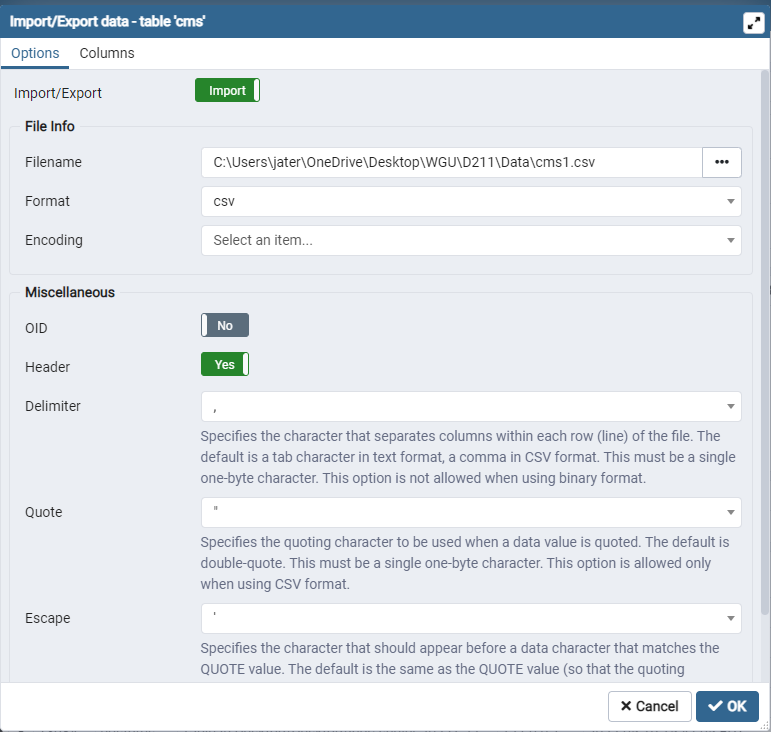 Import/Export data - table 'cms'
Options Columns
Import/Export Import
File Info
Filename C:\Users\jater\OneDrive\Desktop\WGU\D211\Data\cms1.csv •••
Format csv
Encoding Select an item...
Miscellaneous
OID No
Header Yes
Delimiter ,
Specifies the character that separates columns within each row (line) of the file. The
default is a tab character in text format, a comma in CSV format. This must be a single
one-byte character. This option is not allowed when using binary format.
Quote "
Specifies the quoting character to be used when a data value is quoted. The default is
double-quote. This must be a single one-byte character. This option is allowed only
when using CSV format.
Escape '
Specifies the character that should appear before a data character that matches the
QUOTE value. The default is the same as the QUOTE value (so that the quoting
Cancel OK